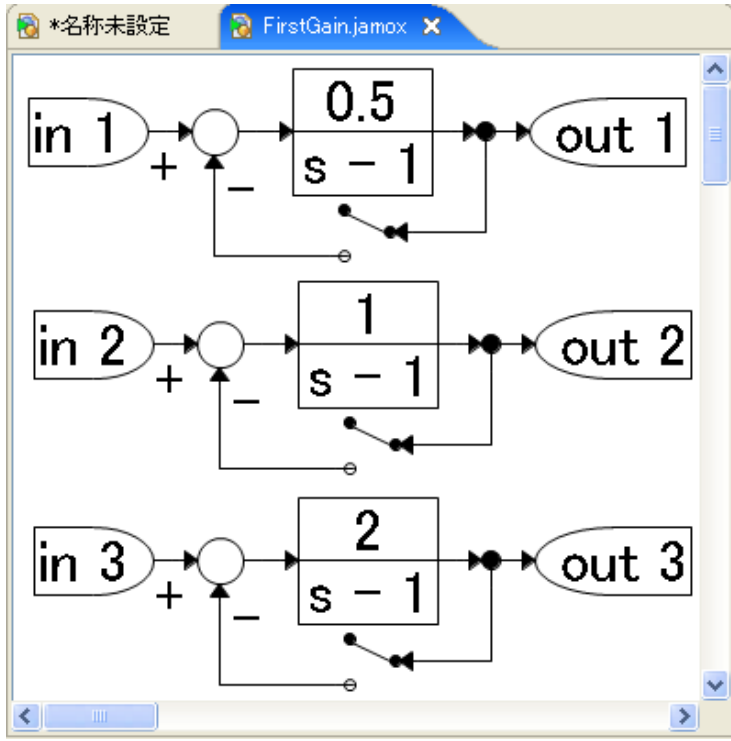 *名称未設定 FirstGain.jamox
in 1
+
−
0.5
s − 1
out 1
in 2
+
−
1
s − 1
out 2
in 3
+
−
2
s − 1
out 3